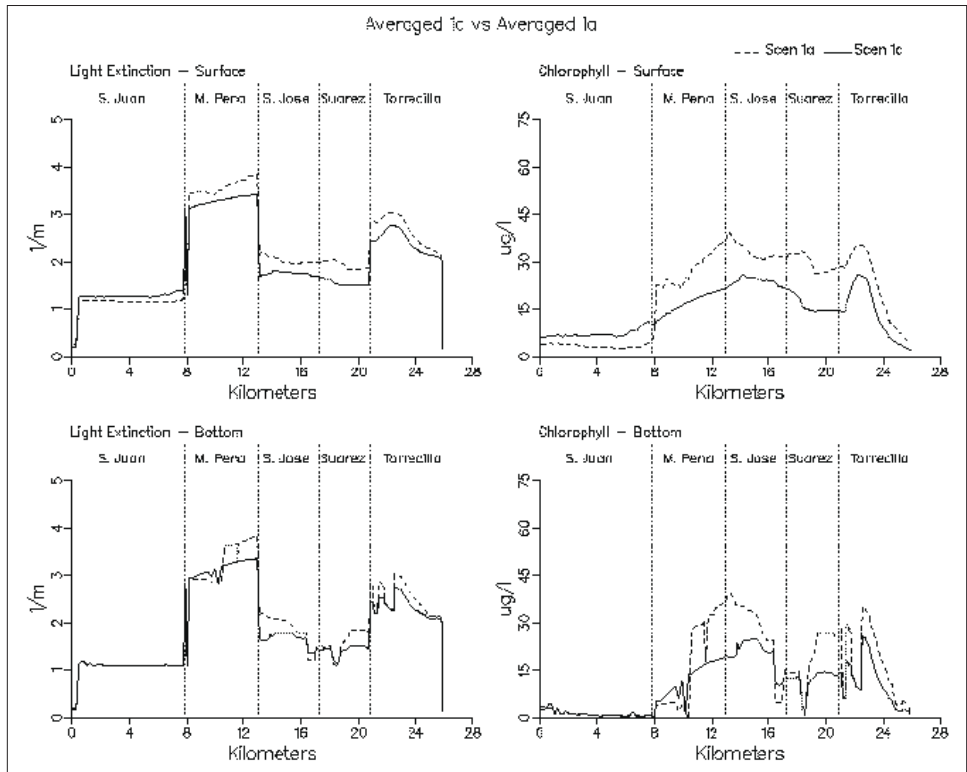 Averaged 1c vs Averaged 1a
Scen 1a Scen 1c
Light Extinction – Surface
S. Juan M. Pena S. Jose Suarez Torrecilla
5
4
3
2
1
0
1/m
0 4 8 12 16 20 24 28
Kilometers
Chlorophyll – Surface
S. Juan M. Pena S. Jose Suarez Torrecilla
75
60
45
30
15
0
ug/l
0 4 8 12 16 20 24 28
Kilometers
Light Extinction – Bottom
S. Juan M. Pena S. Jose Suarez Torrecilla
5
4
3
2
1
0
1/m
0 4 8 12 16 20 24 28
Kilometers
Chlorophyll – Bottom
S. Juan M. Pena S. Jose Suarez Torrecilla
75
60
45
30
15
0
ug/l
0 4 8 12 16 20 24 28
Kilometers